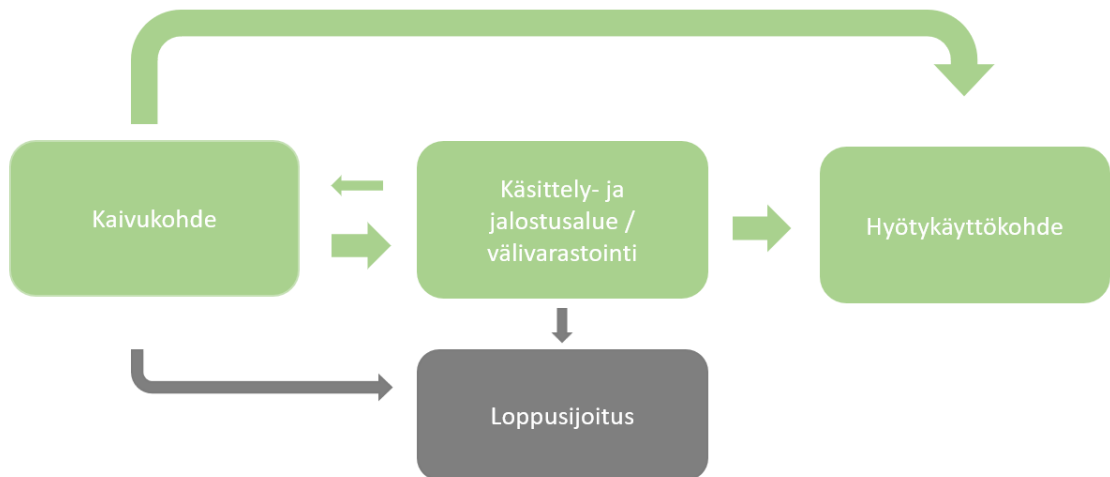 Kaivukohde
Käsittely- ja
jalostusalue /
välivarastointi
Hyötykäyttökohde
Loppusijoitus